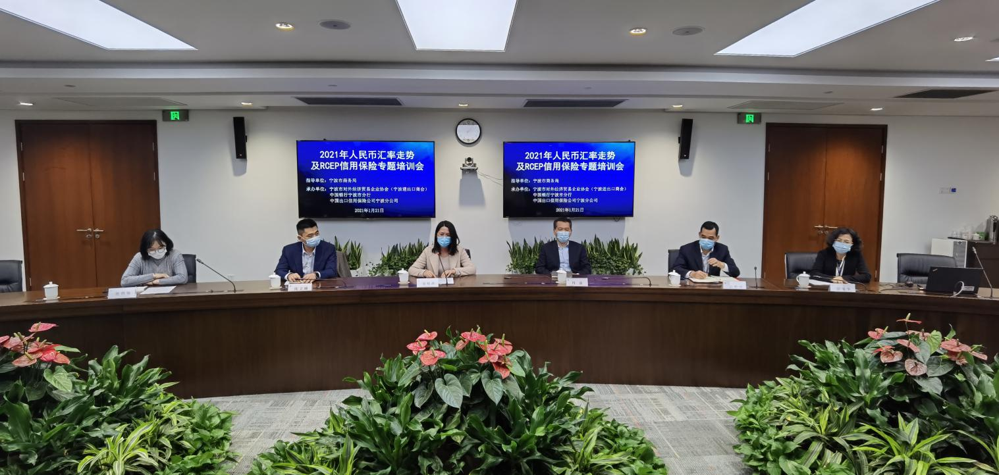 2021年人民币汇率走势
及RCEP信用保险专题培训会
指导单位：宁波市商务局
承办单位：宁波市对外经济贸易企业协会（宁波进出口商会）
中国银行宁波市分行
中国出口信用保险公司宁波分公司
2021年1月21日
2021年人民币汇率走势
及RCEP信用保险专题培训会
指导单位：宁波市商务局
承办单位：宁波市对外经济贸易企业协会（宁波进出口商会）
中国银行宁波市分行
中国出口信用保险公司宁波分公司
2021年1月21日